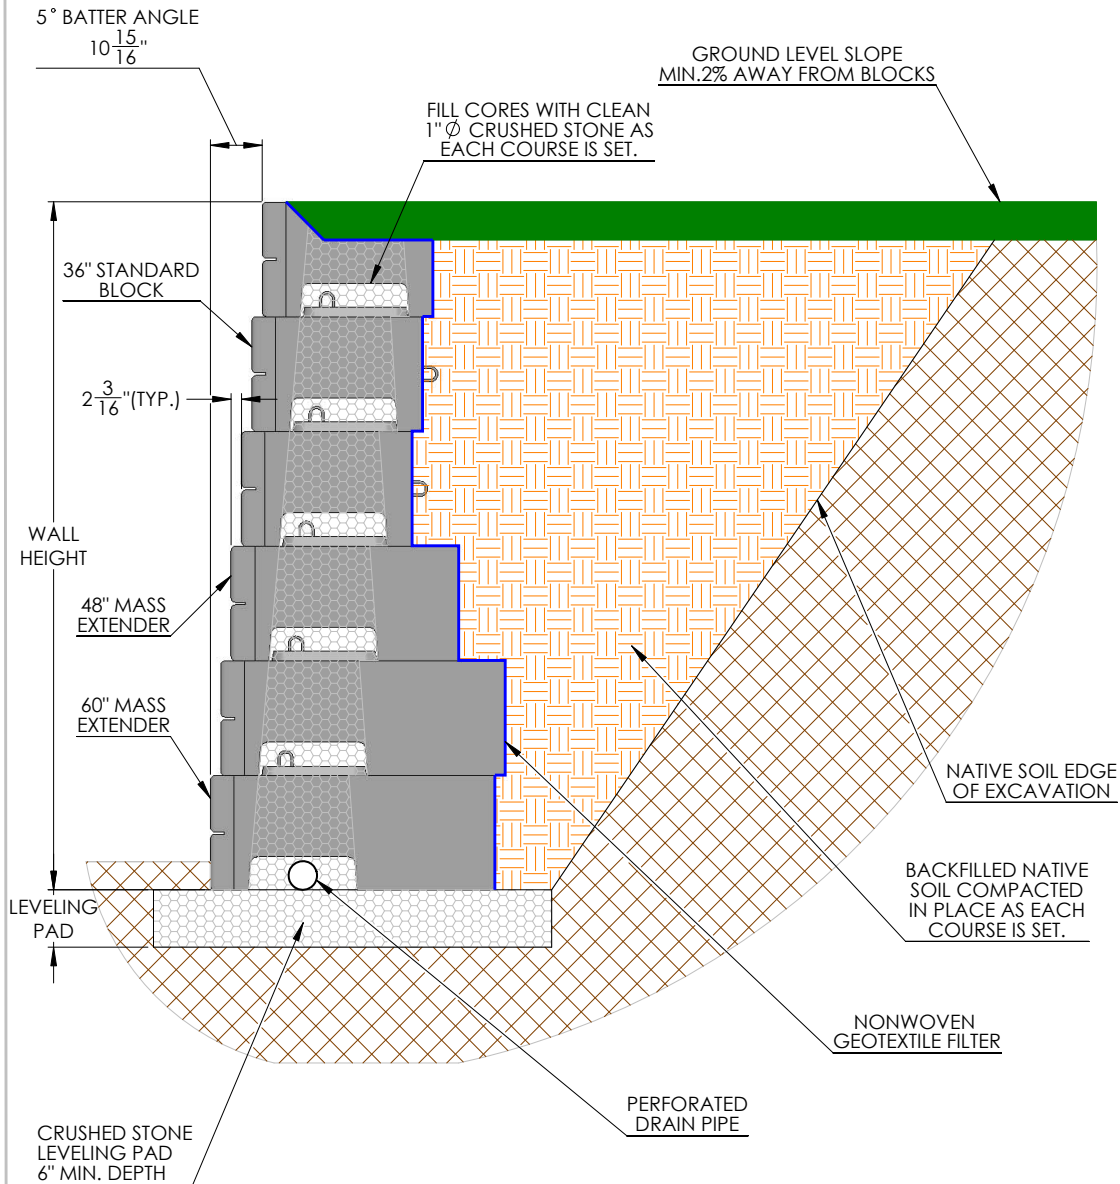 5° BATTER ANGLE
10 15/16"
GROUND LEVEL SLOPE
MIN.2% AWAY FROM BLOCKS
FILL CORES WITH CLEAN
1"∅ CRUSHED STONE AS
EACH COURSE IS SET.
36" STANDARD
BLOCK
2 3/16"(TYP.)
WALL
HEIGHT
48" MASS
EXTENDER
60" MASS
EXTENDER
NATIVE SOIL EDGE
OF EXCAVATION
BACKFILLED NATIVE
SOIL COMPACTED
IN PLACE AS EACH
COURSE IS SET.
LEVELING
PAD
NONWOVEN
GEOTEXTILE FILTER
PERFORATED
DRAIN PIPE
CRUSHED STONE
LEVELING PAD
6" MIN. DEPTH